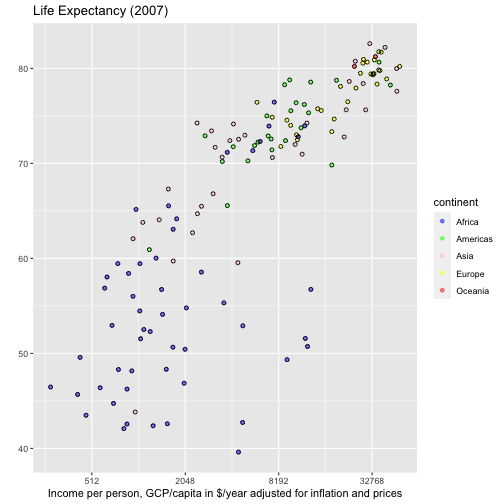 Life Expectancy (2007)
80
70
60
50
40
512
2048
8192
32768
Income per person, GCP/capita in $/year adjusted for inflation and prices
continent
Africa
Americas
Asia
Europe
Oceania